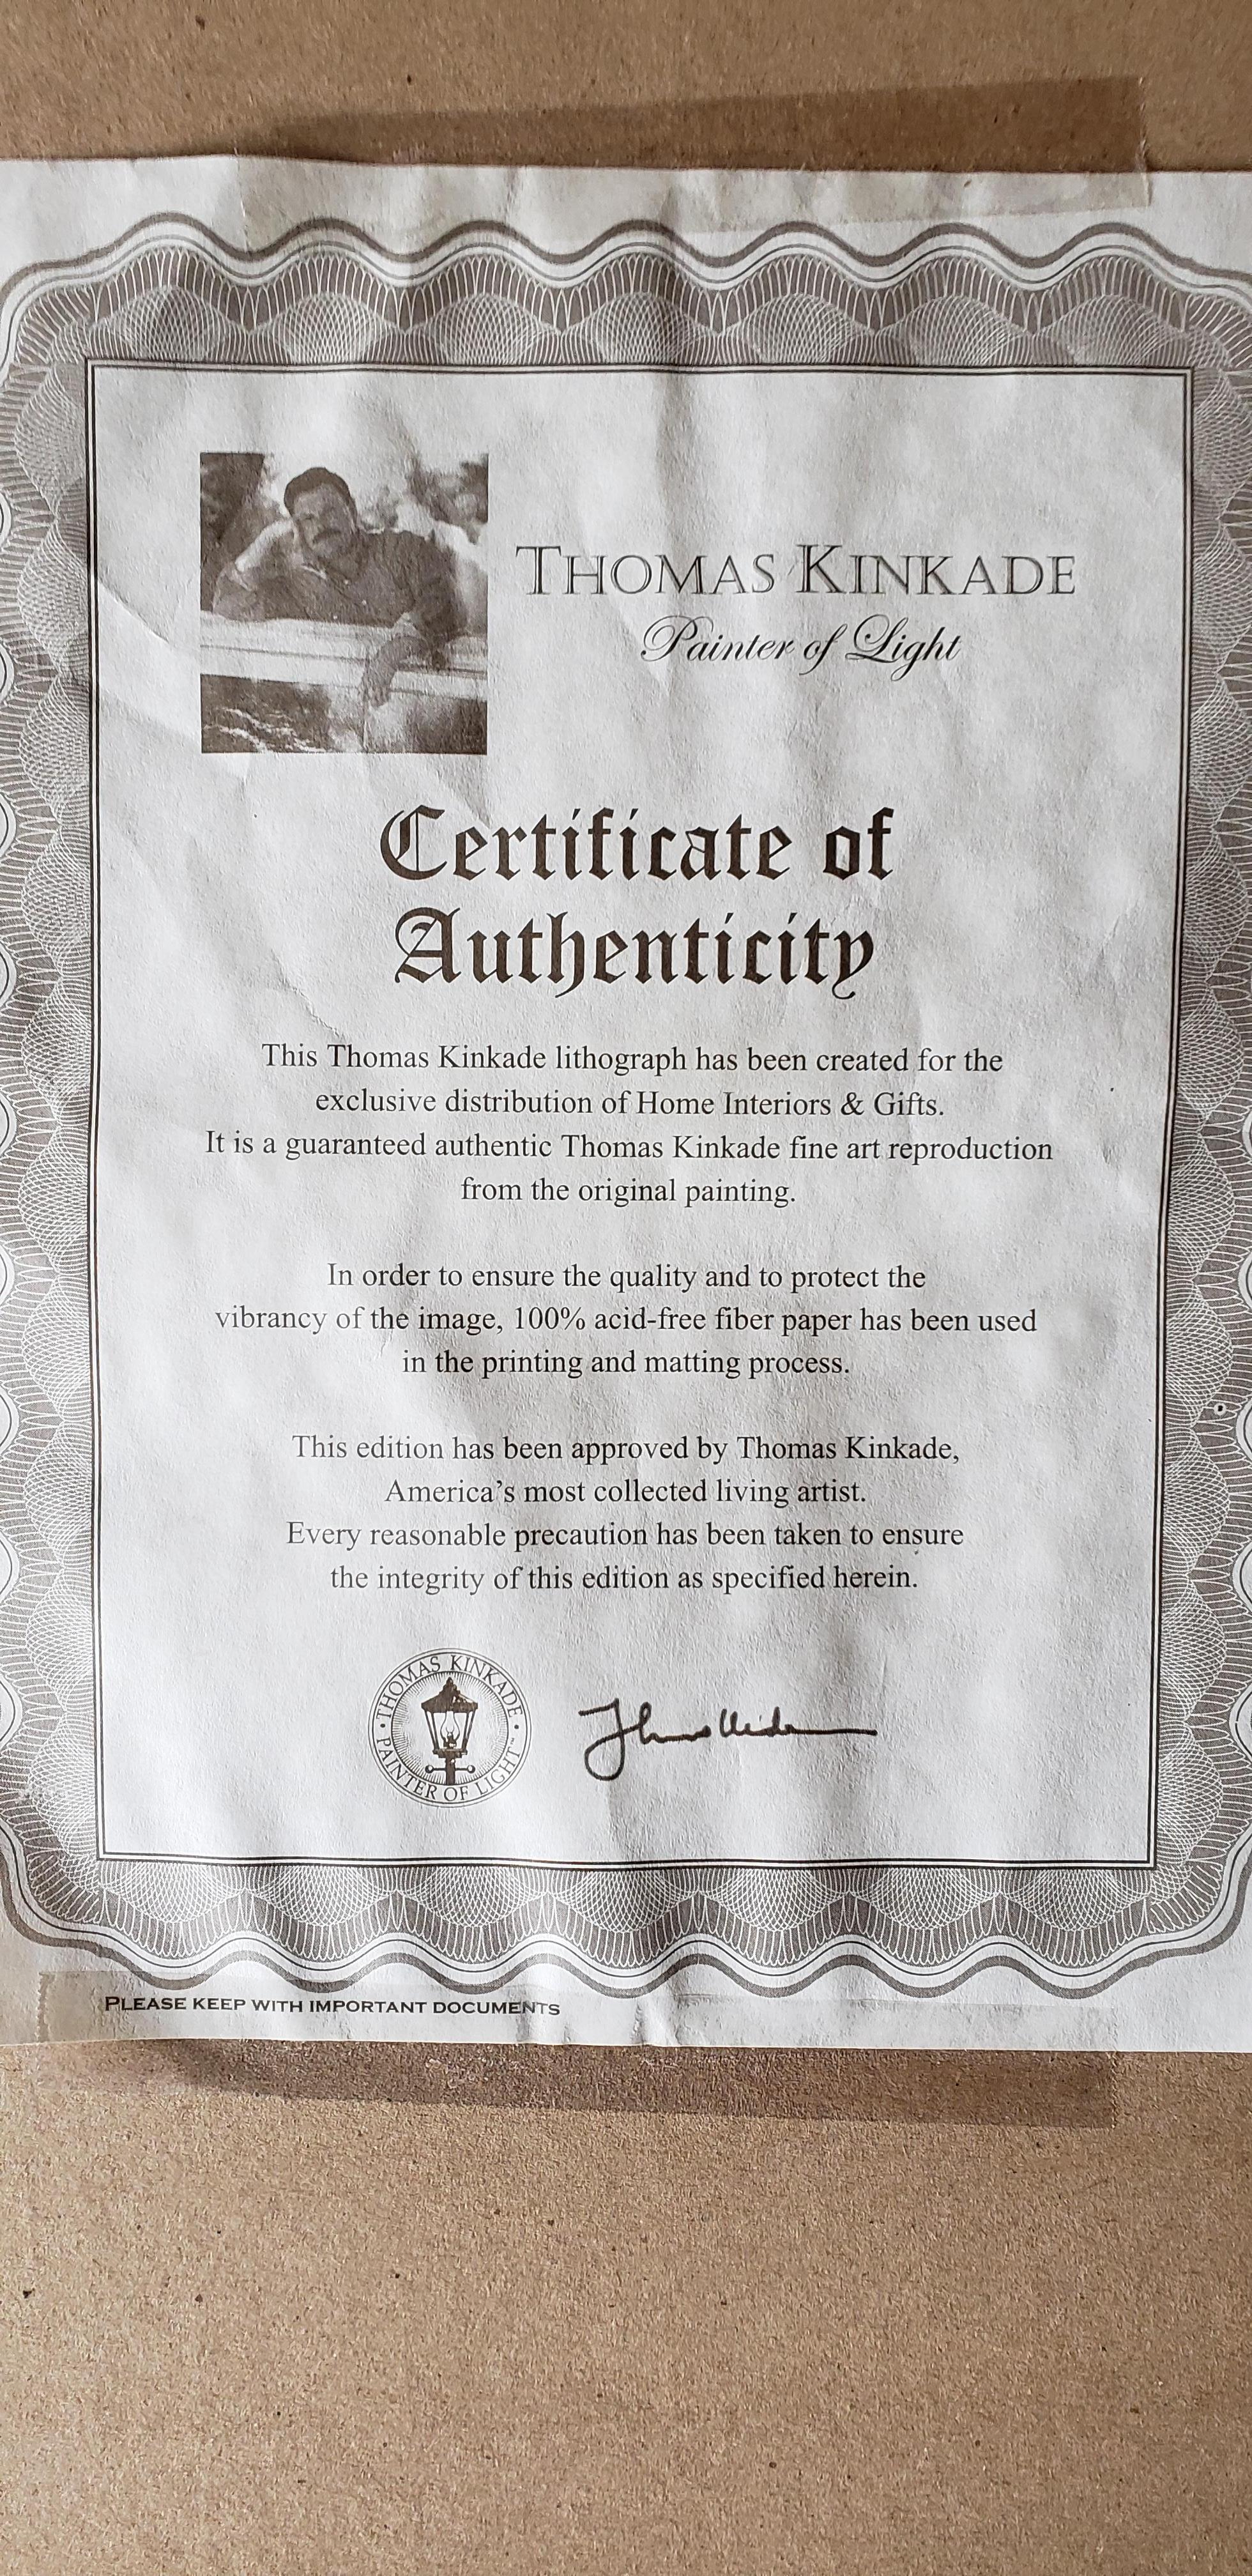 THOMAS KINKADE
Painter of Light
Certificate of
Authenticity
This Thomas Kinkade lithograph has been created for the
exclusive distribution of Home Interiors & Gifts.
It is a guaranteed authentic Thomas Kinkade fine art reproduction
from the original painting.
In order to ensure the quality and to protect the
vibrancy of the image, 100% acid-free fiber paper has been used
in the printing and matting process.
This edition has been approved by Thomas Kinkade,
America's most collected living artist.
Every reasonable precaution has been taken to ensure
the integrity of this edition as specified herein.
THOMAS KINKADE
PAINTER OF LIGHT™
PLEASE KEEP WITH IMPORTANT DOCUMENTS